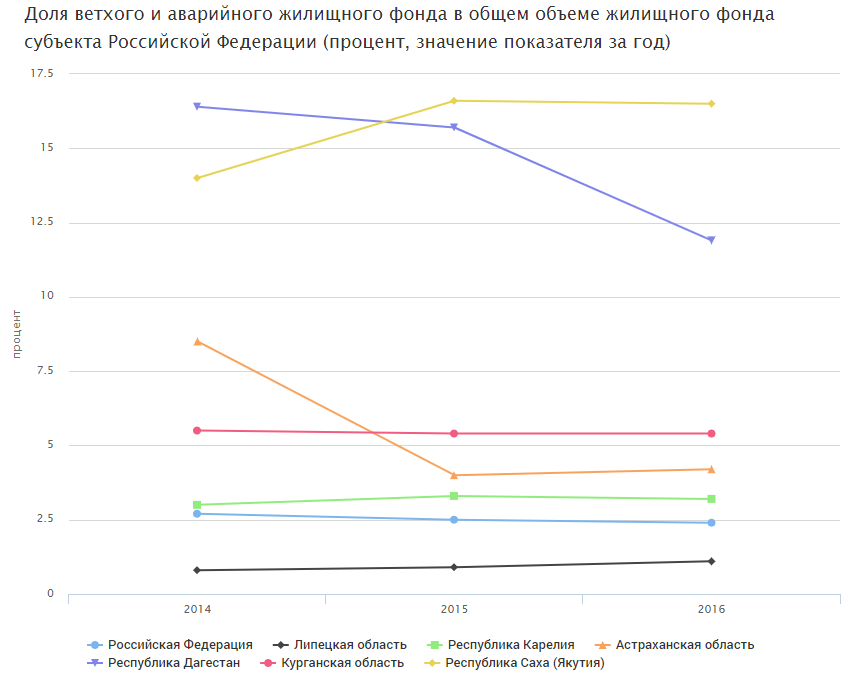 Доля ветхого и аварийного жилищного фонда в общем объеме жилищного фонда
субъекта Российской Федерации (процент, значение показателя за год)
17.5
15
12.5
10
7.5
5
2.5
0
процент
2014 2015 2016
Российская Федерация Липецкая область Республика Карелия Астраханская область
Республика Дагестан Курганская область Республика Саха (Якутия)